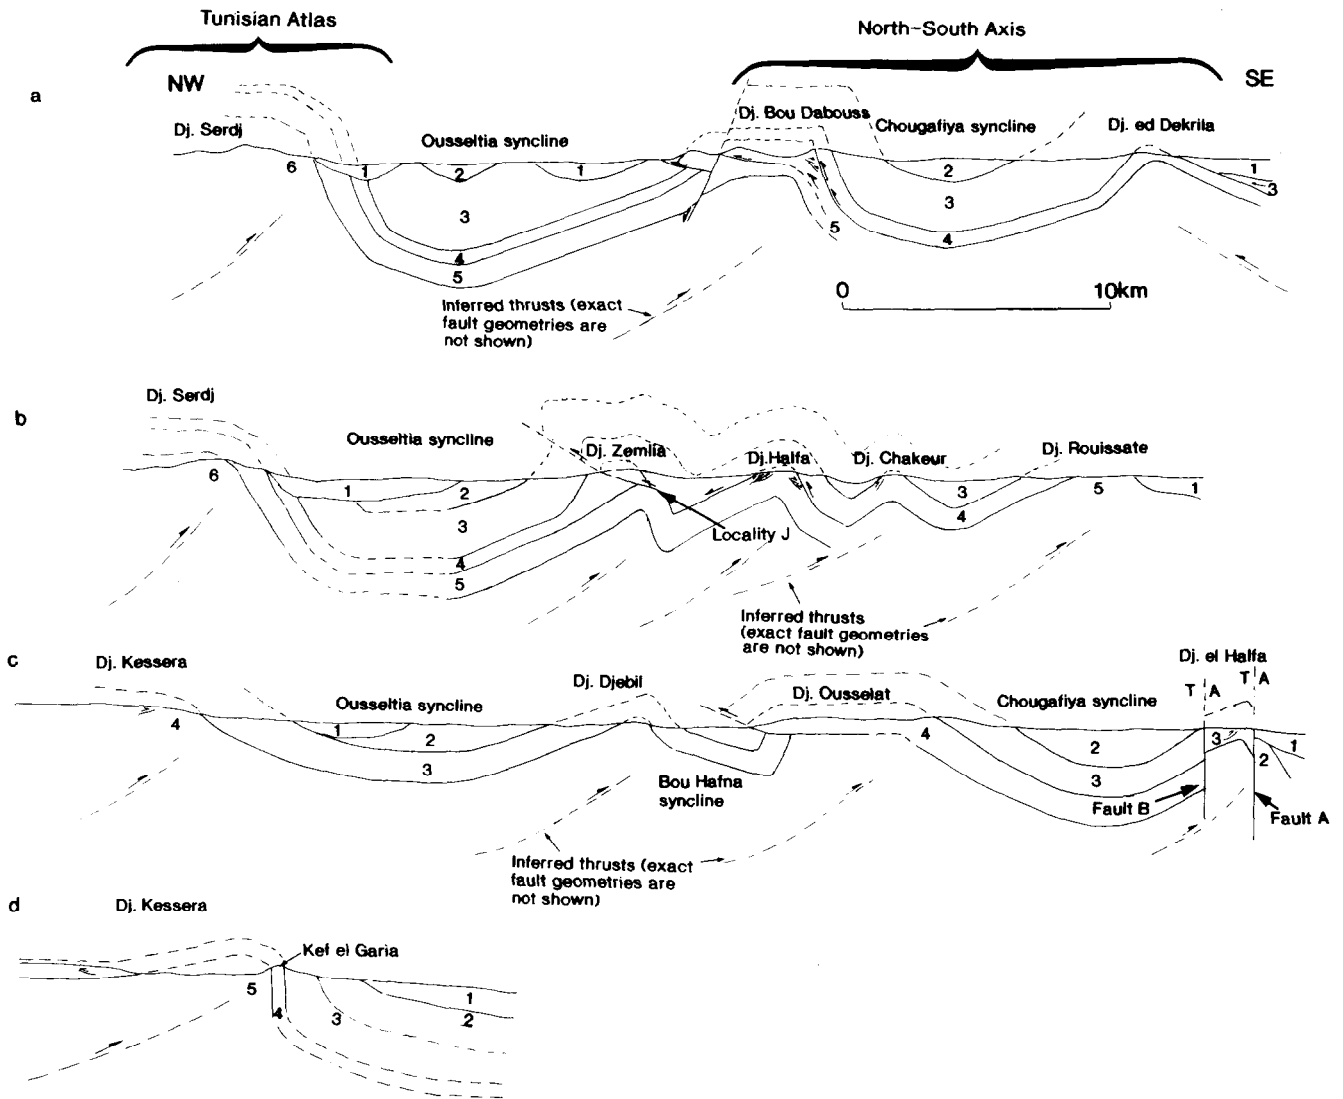 Tunisian Atlas
North-South Axis
a
NW
SE
Dj. Serdj
Ousseltia syncline
Dj. Bou Dabouss
Chougafiya syncline
Dj. ed Dekrila
6
1
2
1
2
1
3
3
3
4
4
5
5
Inferred thrusts (exact
fault geometries are
not shown)
0
10km
b
Dj. Serdj
Ousseltia syncline
Dj. Zemlia
Dj.Halfa
Dj. Chakeur
Dj. Rouissate
6
1
2
3
5
1
3
4
4
5
Locality J
Inferred thrusts
(exact fault geometries
are not shown)
c
Dj. Kessera
Ousseltia syncline
Dj. Djebil
Dj. Ousselat
Chougafiya syncline
Dj. el Halfa
T
A
T
A
4
1
2
3
4
2
3
3
2
1
Bou Hafna
syncline
Fault B
Fault A
Inferred thrusts (exact
fault geometries are
not shown)
d
Dj. Kessera
Kef el Garia
5
4
3
1
2